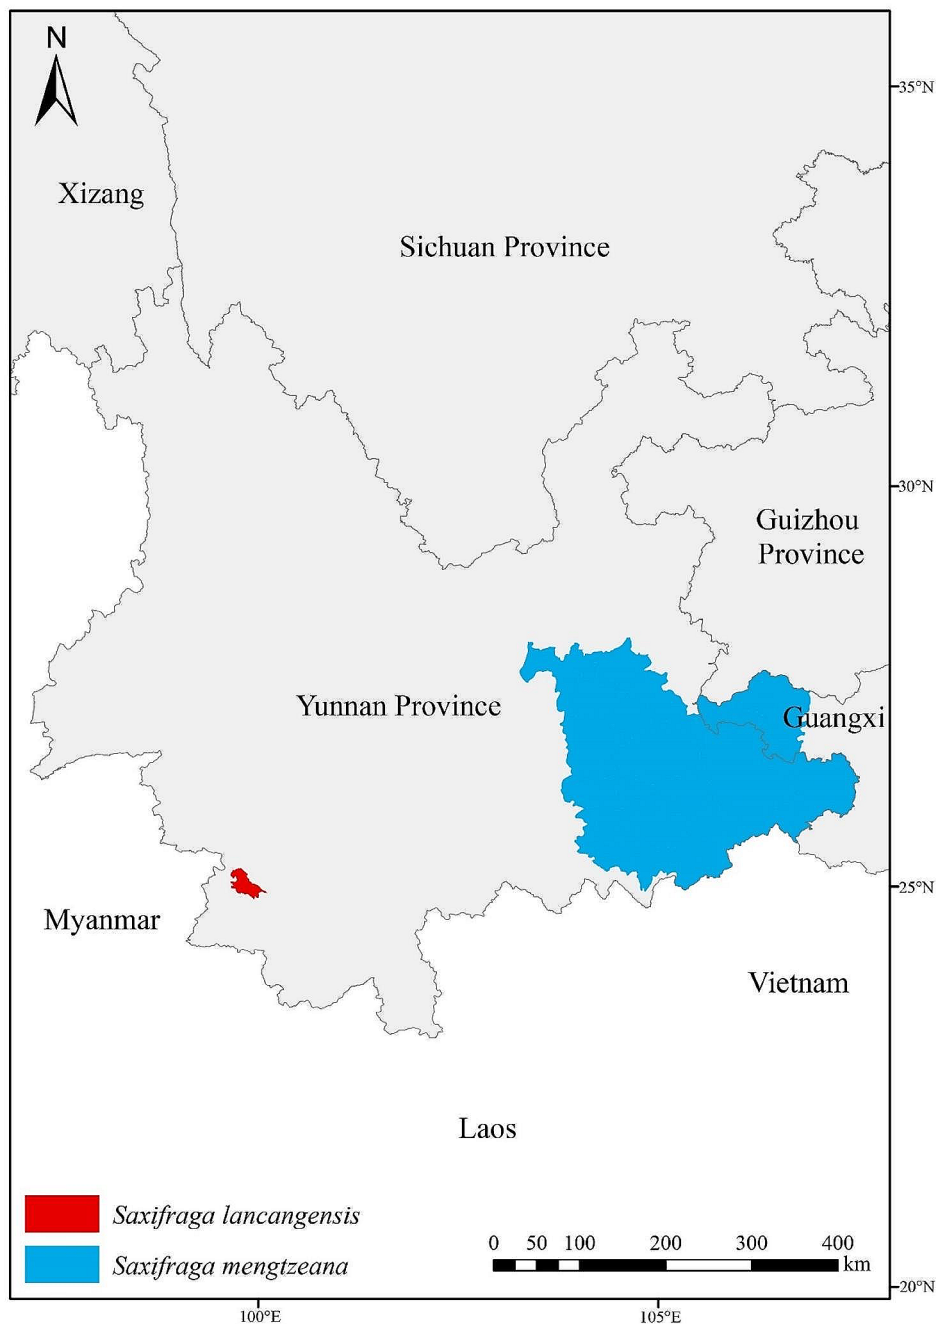 N
35°N
Xizang
Sichuan Province
30°N
Guizhou
Province
Yunnan Province
Guangxi
25°N
Myanmar
Vietnam
Laos
Saxifraga lancangensis
Saxifraga mengtzeana
0 50 100 200 300 400
km
20°N
100°E 105°E